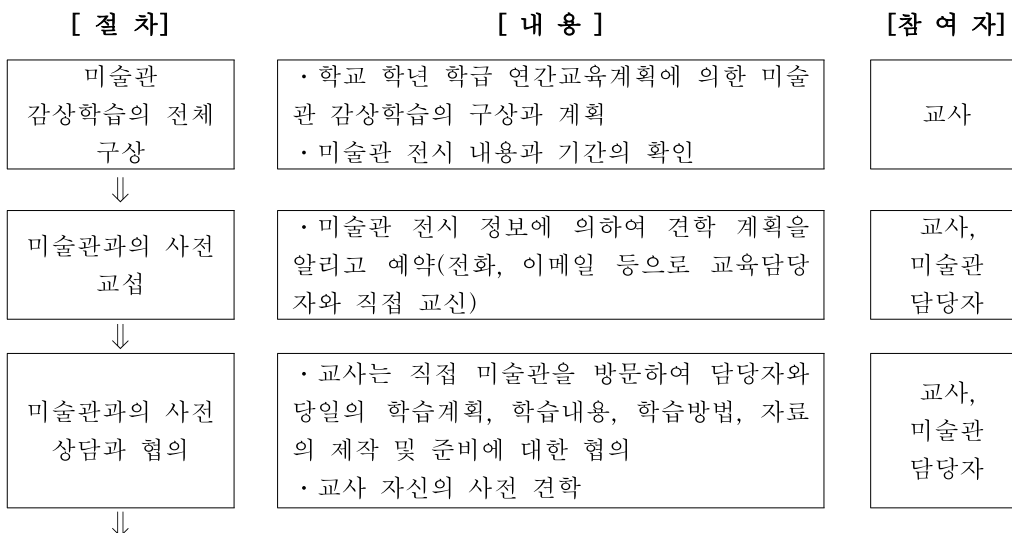 [ 절 차] [ 내 용 ] [참 여 자]
미술관
감상학습의 전체
구상
· 학교 학년 학급 연간교육계획에 의한 미술
관 감상학습의 구상과 계획
· 미술관 전시 내용과 기간의 확인
교사
⇓
미술관과의 사전
교섭
· 미술관 전시 정보에 의하여 견학 계획을
알리고 예약(전화, 이메일 등으로 교육담당
자와 직접 교신)
교사,
미술관
담당자
⇓
미술관과의 사전
상담과 협의
· 교사는 직접 미술관을 방문하여 담당자와
당일의 학습계획, 학습내용, 학습방법, 자료
의 제작 및 준비에 대한 협의
· 교사 자신의 사전 견학
교사,
미술관
담당자
⇓